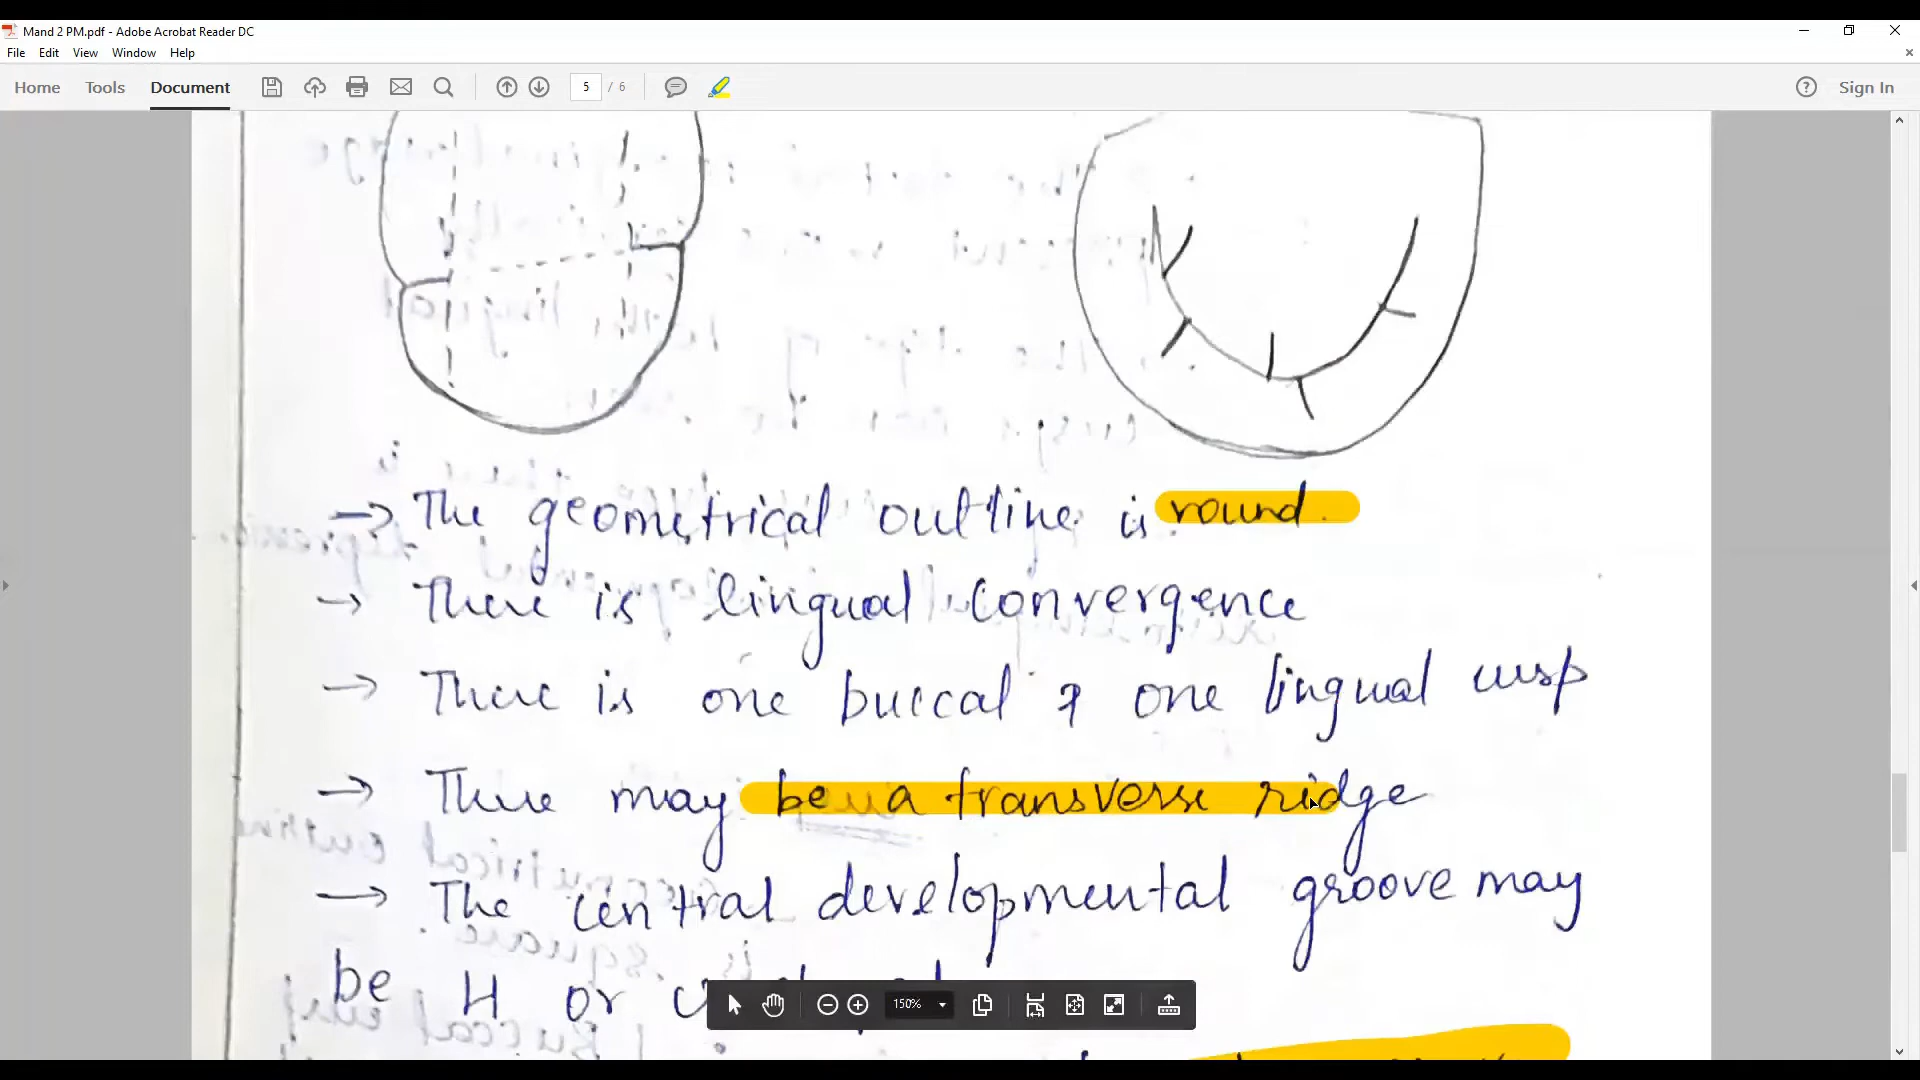 Mand 2 PM.pdf - Adobe Acrobat Reader DC
File Edit View Window Help
Home Tools Document 5 / 6 Sign In
→ The geometrical outline is round.
→ There is lingual convergence
→ There is one buccal & one lingual cusp
→ There may be a transverse ridge
→ The central developmental groove may
be H or U
150%